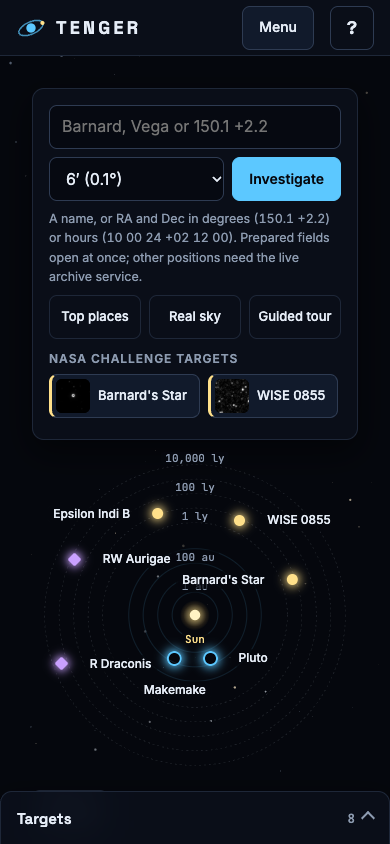 TENGER
Menu
?
Barnard, Vega or 150.1 +2.2
6′ (0.1°)
Investigate
A name, or RA and Dec in degrees (150.1 +2.2)
or hours (10 00 24 +02 12 00). Prepared fields
open at once; other positions need the live
archive service.
Top places
Real sky
Guided tour
NASA CHALLENGE TARGETS
Barnard's Star
WISE 0855
10,000 ly
100 ly
Epsilon Indi B
1 ly
WISE 0855
RW Aurigae
100 au
Barnard's Star
Sun
R Draconis
Pluto
Makemake
Targets
8